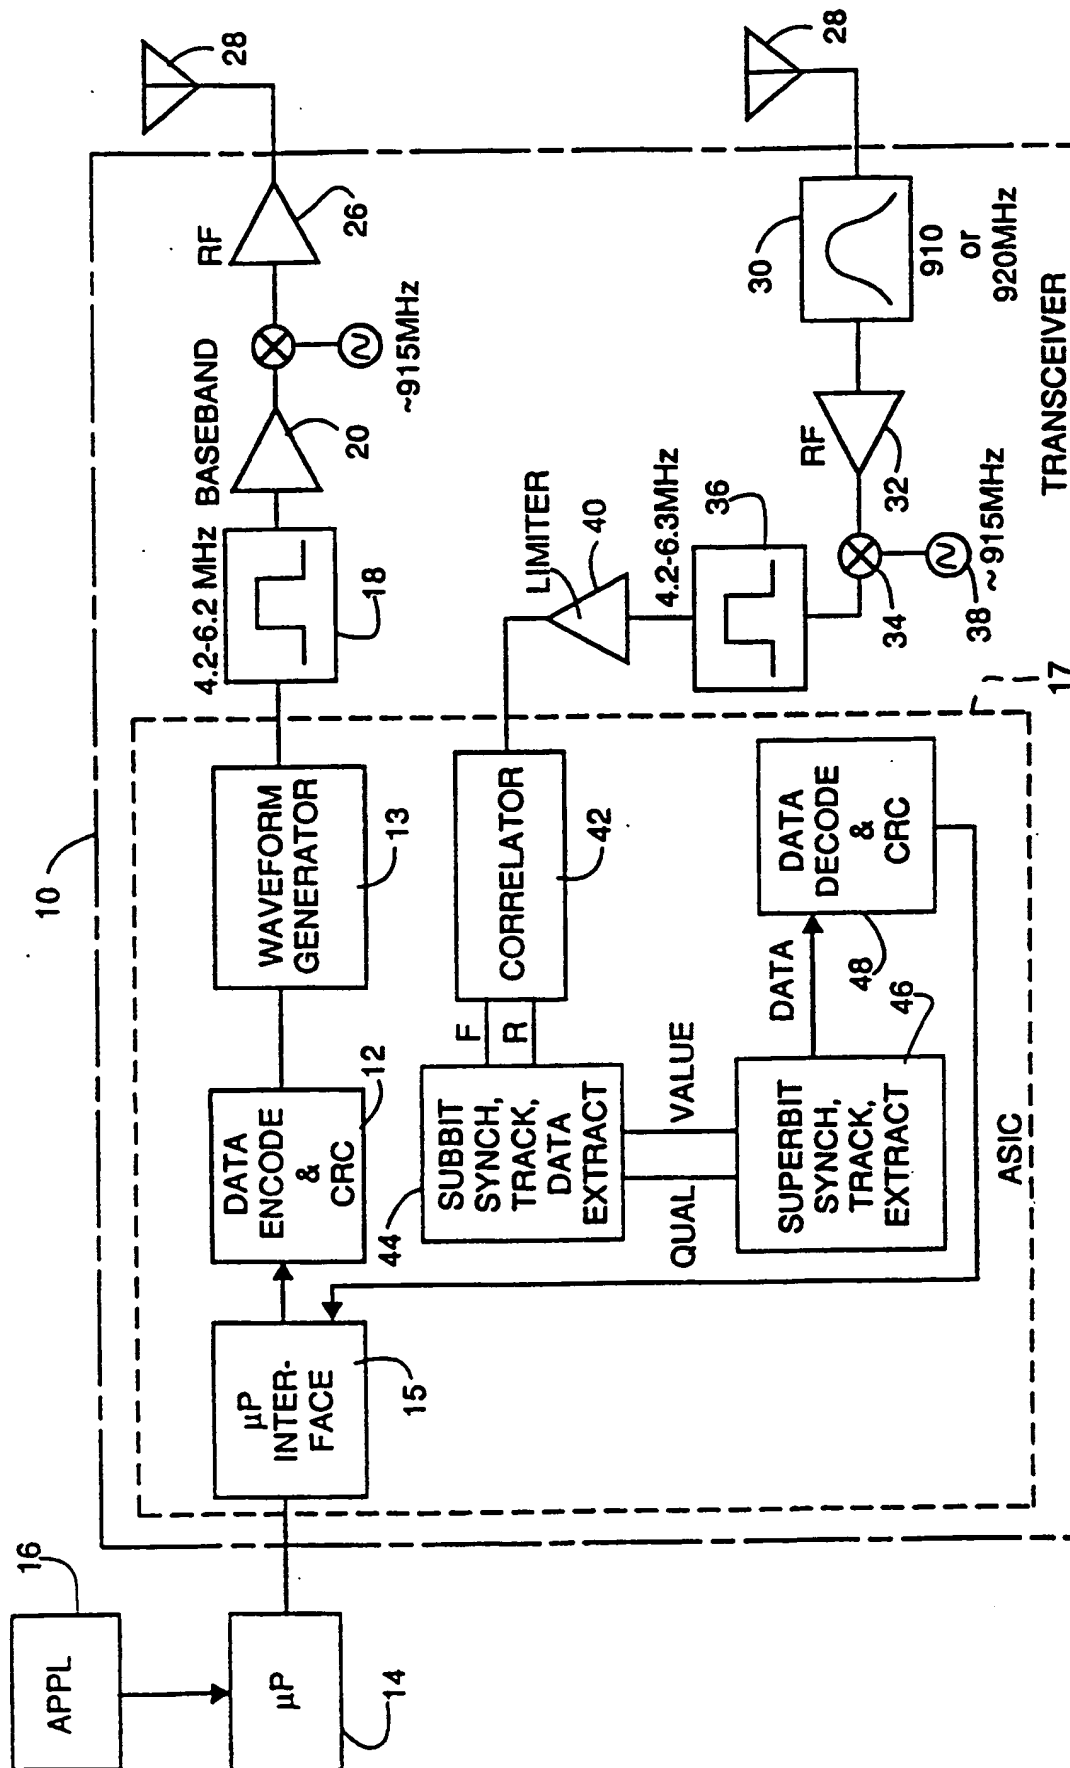 10
16
APPL
µP
14
µP
INTER-
FACE
15
DATA
ENCODE
&
CRC
12
WAVEFORM
GENERATOR
13
4.2-6.2 MHz
18
BASEBAND
20
~915MHz
RF
26
28
44
SUBBIT
SYNCH,
TRACK,
DATA
EXTRACT
F
R
CORRELATOR
42
LIMITER
40
4.2-6.3MHz
36
34
38
~915MHz
RF
32
30
910
or
920MHz
28
QUAL
VALUE
SUPERBIT
SYNCH,
TRACK,
EXTRACT
46
DATA
DATA
DECODE
&
CRC
48
ASIC
17
TRANSCEIVER